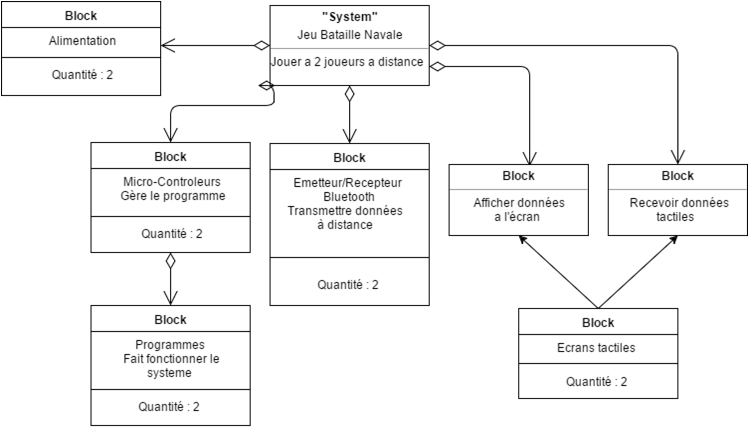 Block
Alimentation
Quantité : 2
"System"
Jeu Bataille Navale
Jouer a 2 joueurs a distance
Block
Micro-Controleurs
Gère le programme
Quantité : 2
Block
Emetteur/Recepteur
Bluetooth
Transmettre données
à distance
Quantité : 2
Block
Afficher données
a l'écran
Block
Recevoir données
tactiles
Block
Programmes
Fait fonctionner le
systeme
Quantité : 2
Block
Ecrans tactiles
Quantité : 2